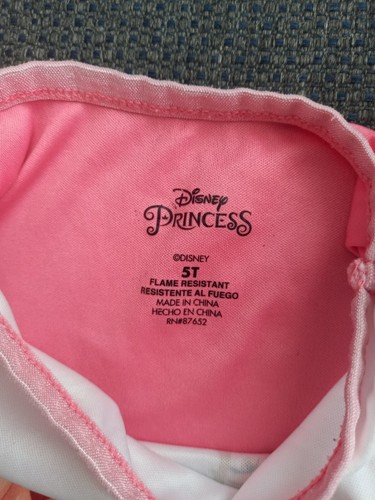 Disney
PRINCESS
©DISNEY
5T
FLAME RESISTANT
RESISTENTE AL FUEGO
MADE IN CHINA
HECHO EN CHINA
RN#87652